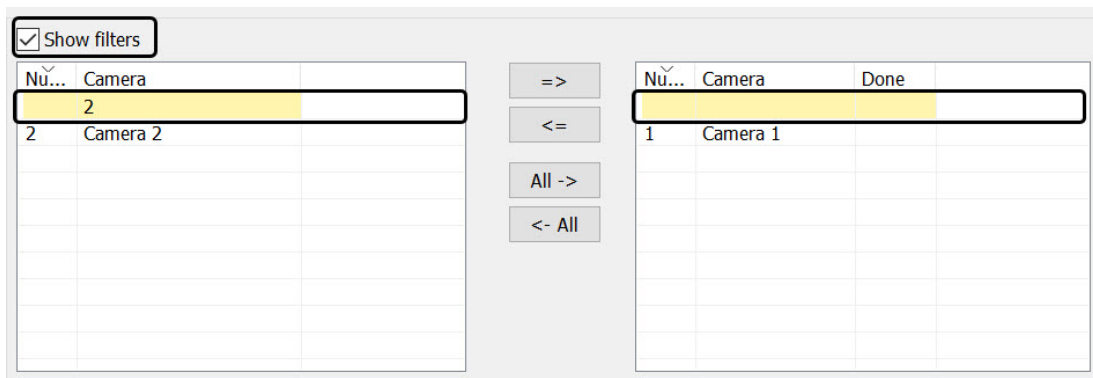 Show filters
Nu... Camera
2
2 Camera 2
=>
<=
All ->
<- All
Nu... Camera Done
1 Camera 1